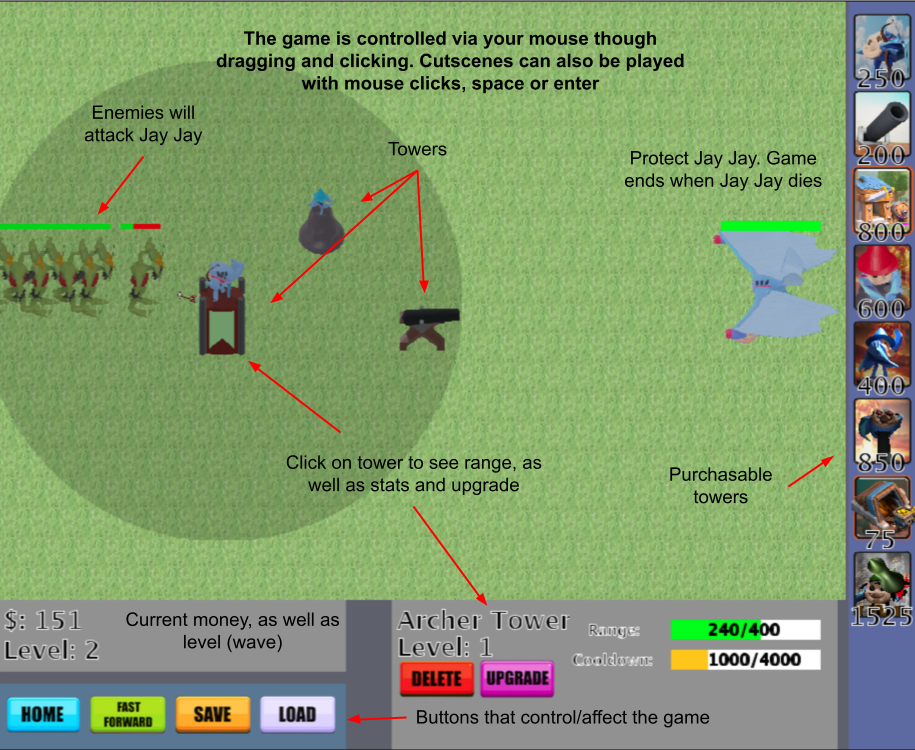 The game is controlled via your mouse though
dragging and clicking. Cutscenes can also be played
with mouse clicks, space or enter
Enemies will
attack Jay Jay
Towers
Protect Jay Jay. Game
ends when Jay Jay dies
250
200
800
600
400
850
75
1525
Click on tower to see range, as
well as stats and upgrade
Purchasable
towers
$: 151
Level: 2
Current money, as well as
level (wave)
Archer Tower
Level: 1
Range:
240/400
Cooldown:
1000/4000
DELETE
UPGRADE
HOME
FAST
FORWARD
SAVE
LOAD
Buttons that control/affect the game